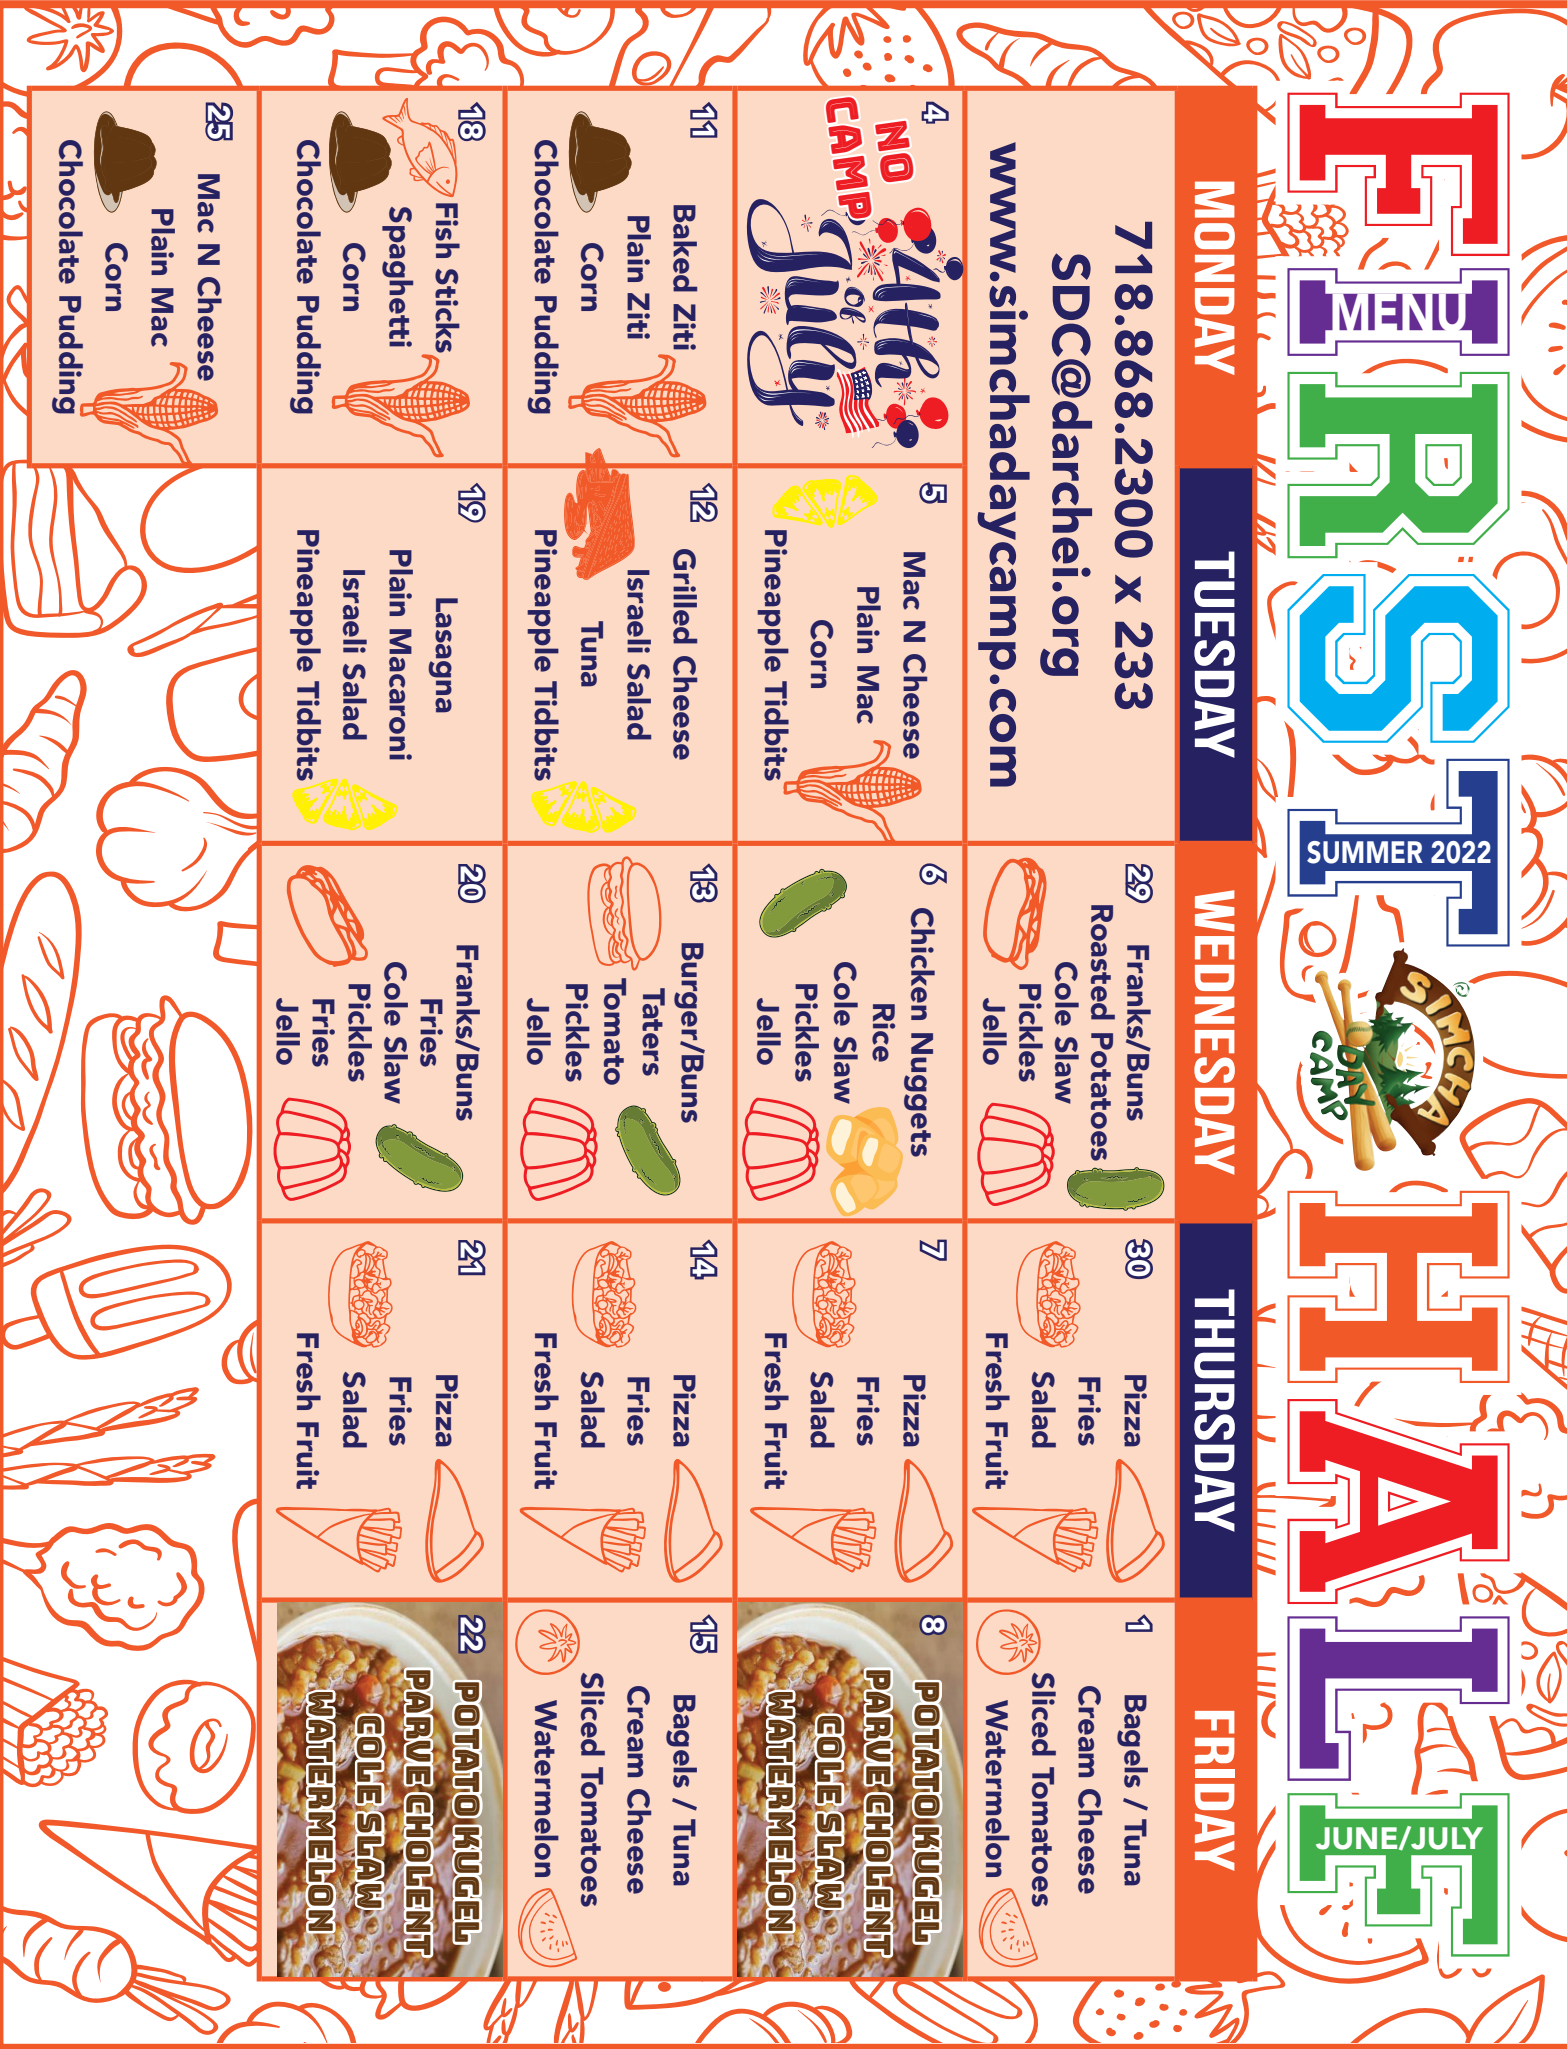 FIRST HALF
MENU
SUMMER 2022
SIMCHA
DAY
CAMP
JUNE/JULY
MONDAY
TUESDAY
WEDNESDAY
THURSDAY
FRIDAY
718.868.2300 x 233
SDC@darchei.org
www.simchadaycamp.com
29
Franks/Buns
Roasted Potatoes
Cole Slaw
Pickles
Jello
30
Pizza
Fries
Salad
Fresh Fruit
1
Bagels / Tuna
Cream Cheese
Sliced Tomatoes
Watermelon
4
NO
CAMP
4th
of
July
5
Mac N Cheese
Plain Mac
Corn
Pineapple Tidbits
6
Chicken Nuggets
Rice
Cole Slaw
Pickles
Jello
7
Pizza
Fries
Salad
Fresh Fruit
8
POTATO KUGEL
PARVE CHOLENT
COLE SLAW
WATERMELON
11
Baked Ziti
Plain Ziti
Corn
Chocolate Pudding
12
Grilled Cheese
Israeli Salad
Tuna
Pineapple Tidbits
13
Burger/Buns
Taters
Tomato
Pickles
Jello
14
Pizza
Fries
Salad
Fresh Fruit
15
Bagels / Tuna
Cream Cheese
Sliced Tomatoes
Watermelon
18
Fish Sticks
Spaghetti
Corn
Chocolate Pudding
19
Lasagna
Plain Macaroni
Israeli Salad
Pineapple Tidbits
20
Franks/Buns
Fries
Cole Slaw
Pickles
Fries
Jello
21
Pizza
Fries
Salad
Fresh Fruit
22
POTATO KUGEL
PARVE CHOLENT
COLE SLAW
WATERMELON
25
Mac N Cheese
Plain Mac
Corn
Chocolate Pudding